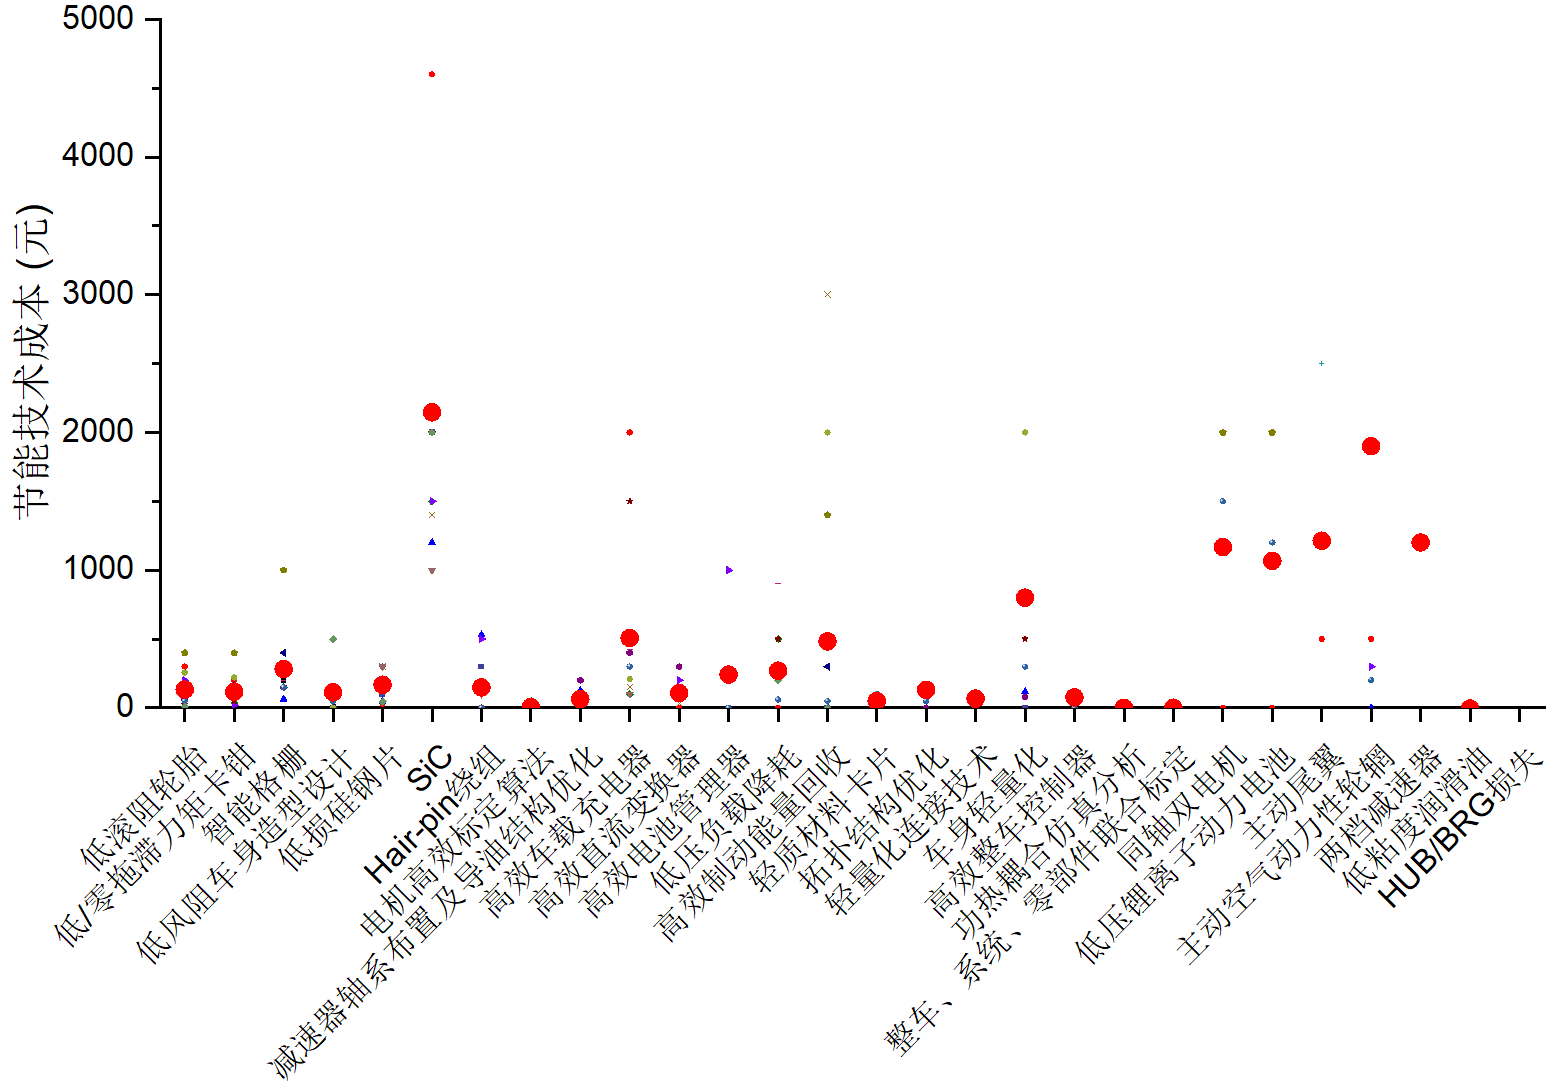 5000
4000
3000
2000
1000
0
节能技术成本 (元)
低滚阻轮胎
低/零拖滞力矩卡钳
智能格栅
低风阻车身造型设计
低损硅钢片
SiC
Hair-pin绕组
电机高效标定算法
减速器轴系布置及导油结构优化
高效车载充电器
高效直流变换器
高效电池管理器
低压负载降耗
高效制动能量回收
轻质材料卡片
拓扑结构优化
轻量化连接技术
车身轻量化
高效整车控制器
功热耦合仿真分析
整车、系统、零部件联合标定
同轴双电机
低压锂离子动力电池
主动尾翼
主动空气动力性轮辋
两档减速器
低粘度润滑油
HUB/BRG损失